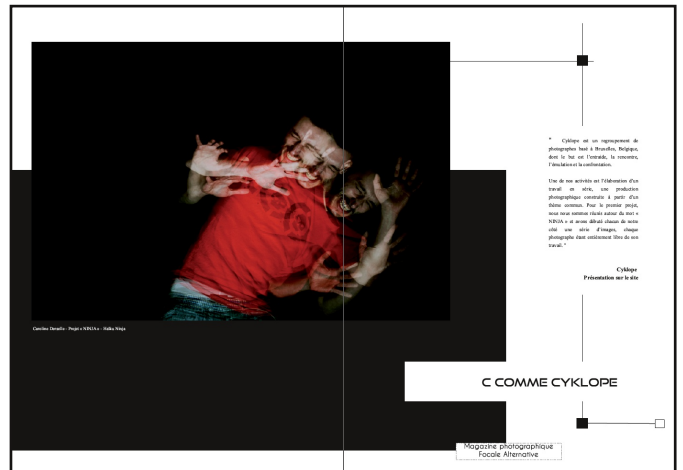 " Cyklope est un regroupement de
photographes basé à Bruxelles, Belgique,
dont le but est l'entraide, la rencontre,
l'émulation et la confrontation.
Une de nos activités est l'élaboration d'un
travail en série, une production
photographique construite à partir d'un
thème commun. Pour le premier projet,
nous nous sommes réunis autour du mot «
NINJA » et avons débuté chacun de notre
côté une série d'images, chaque
photographe étant entièrement libre de son
travail. "
Cyklope
Présentation sur le site
Caroline Denaille - Projet « NINJA » - Haïku Ninja
C COMME CYKLOPE
Magazine photographique
Focale Alternative